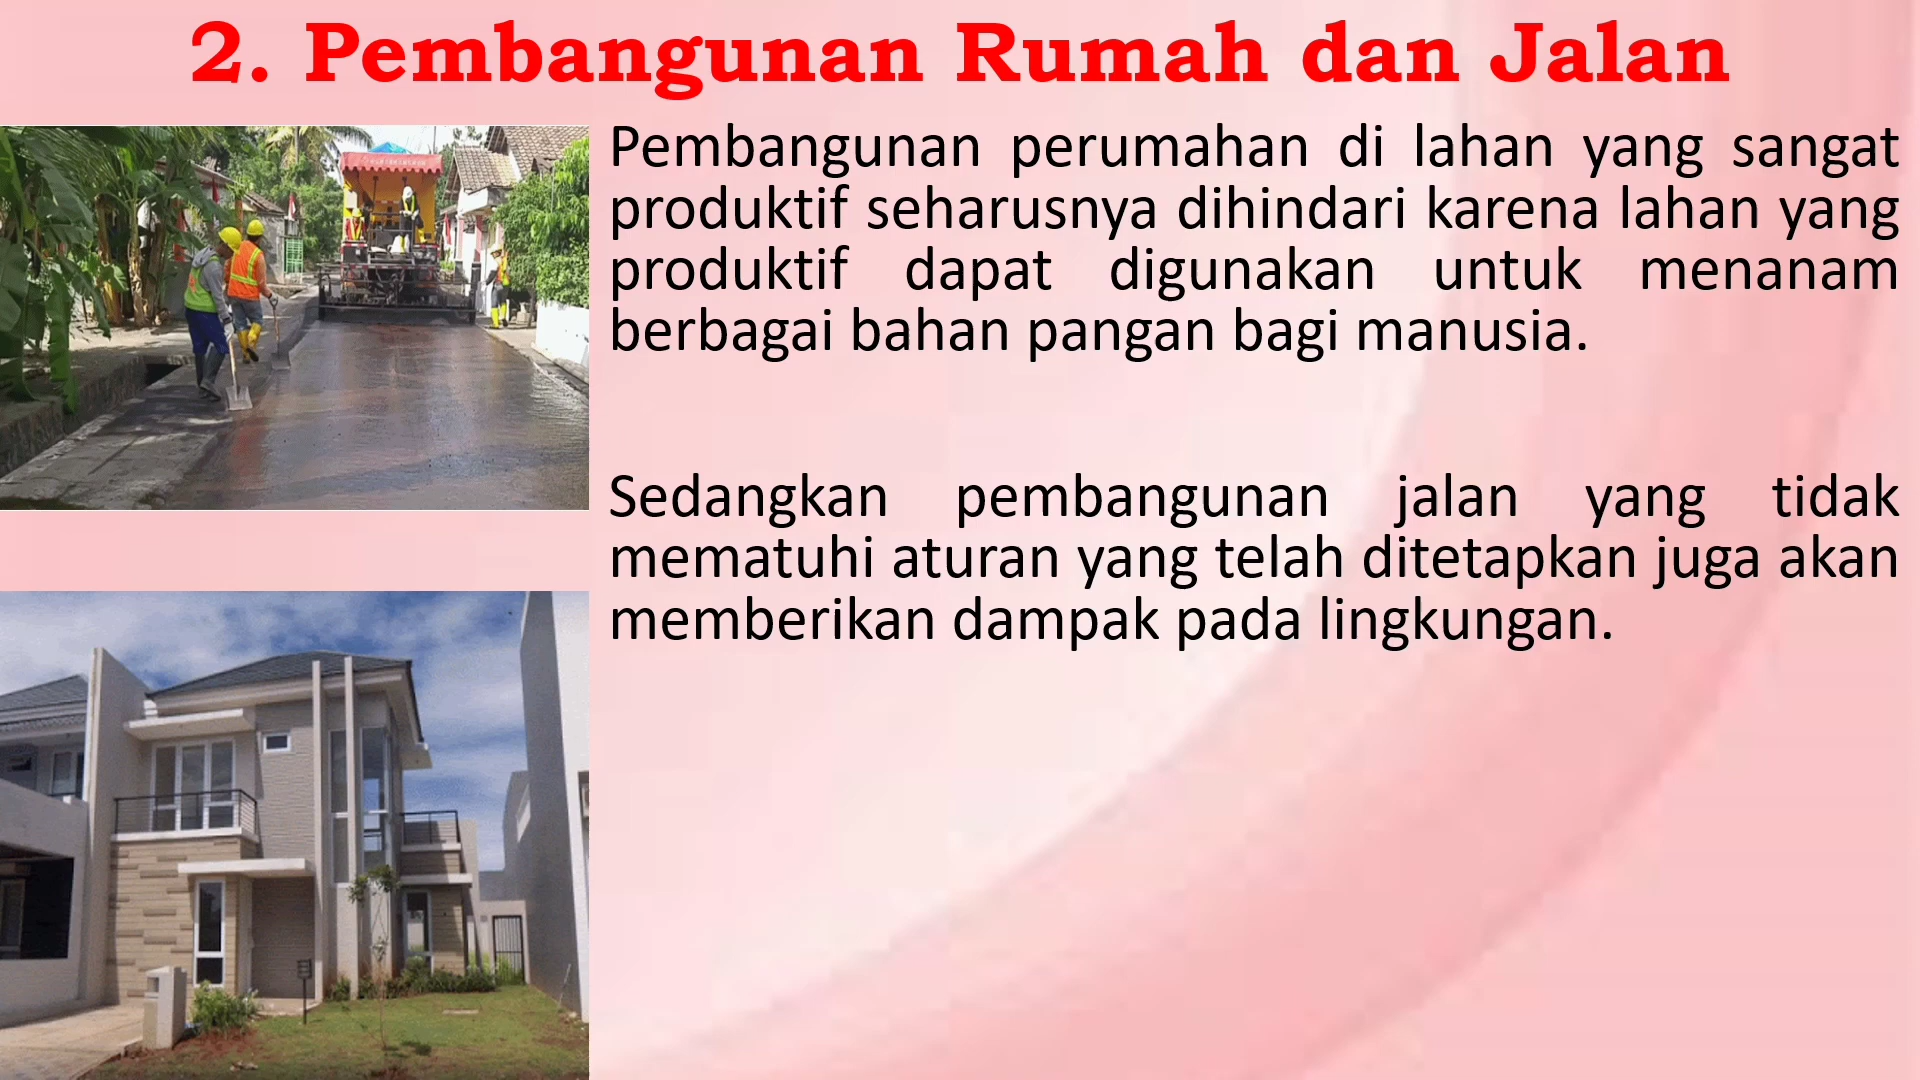 2. Pembangunan Rumah dan Jalan
Pembangunan perumahan di lahan yang sangat
produktif seharusnya dihindari karena lahan yang
produktif dapat digunakan untuk menanam
berbagai bahan pangan bagi manusia.
Sedangkan pembangunan jalan yang tidak
mematuhi aturan yang telah ditetapkan juga akan
memberikan dampak pada lingkungan.